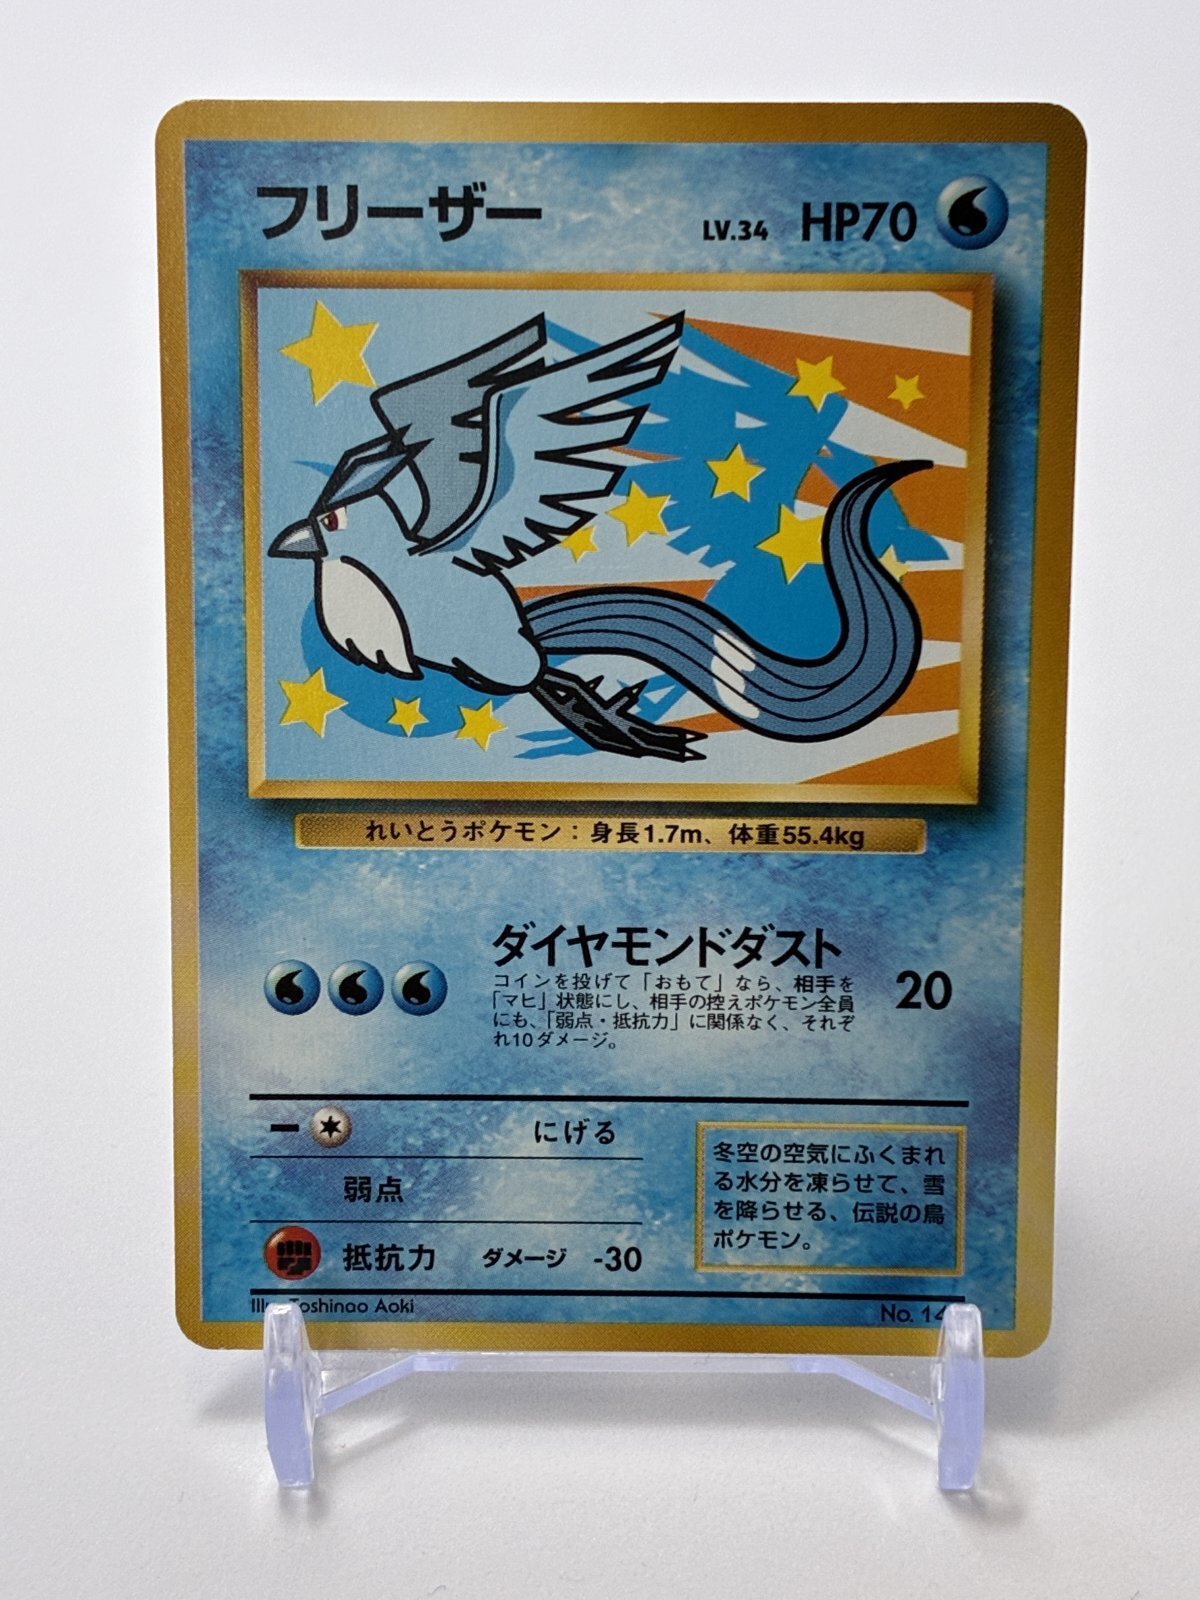 フリーザー LV.34 HP70
れいとうポケモン：身長1.7m、体重55.4kg
ダイヤモンドダスト 20
コインを投げて「おもて」なら、相手を
「マヒ」状態にし、相手の控えポケモン全員
にも、「弱点・抵抗力」に関係なく、それぞ
れ10ダメージ。
ー にげる
弱点
抵抗力 ダメージ -30
冬空の空気にふくまれ
る水分を凍らせて、雪
を降らせる、伝説の鳥
ポケモン。
Toshinao Aoki
No.